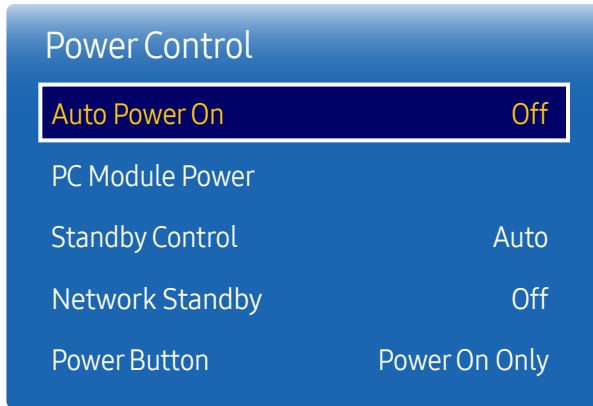 Power Control
Auto Power On Off
PC Module Power
Standby Control Auto
Network Standby Off
Power Button Power On Only